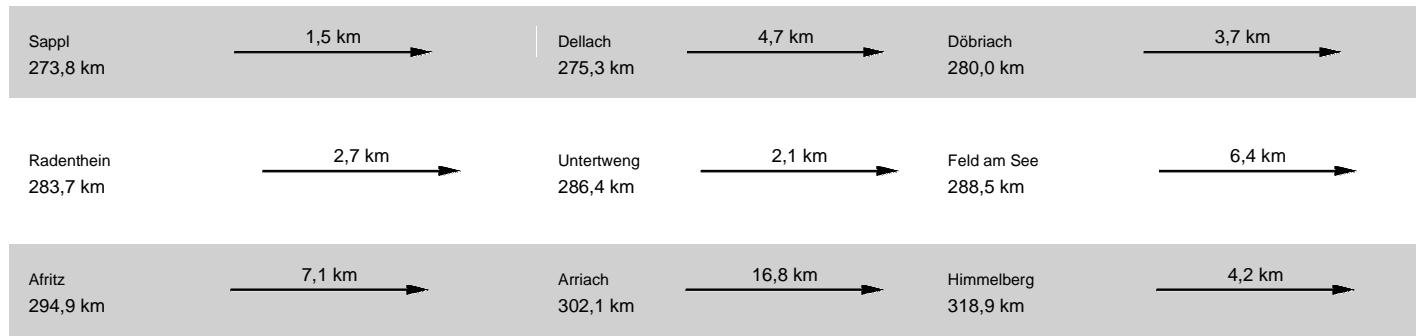 Sappl
273,8 km
1,5 km
Dellach
275,3 km
4,7 km
Döbriach
280,0 km
3,7 km
Radenthein
283,7 km
2,7 km
Untertweng
286,4 km
2,1 km
Feld am See
288,5 km
6,4 km
Afritz
294,9 km
7,1 km
Arriach
302,1 km
16,8 km
Himmelberg
318,9 km
4,2 km